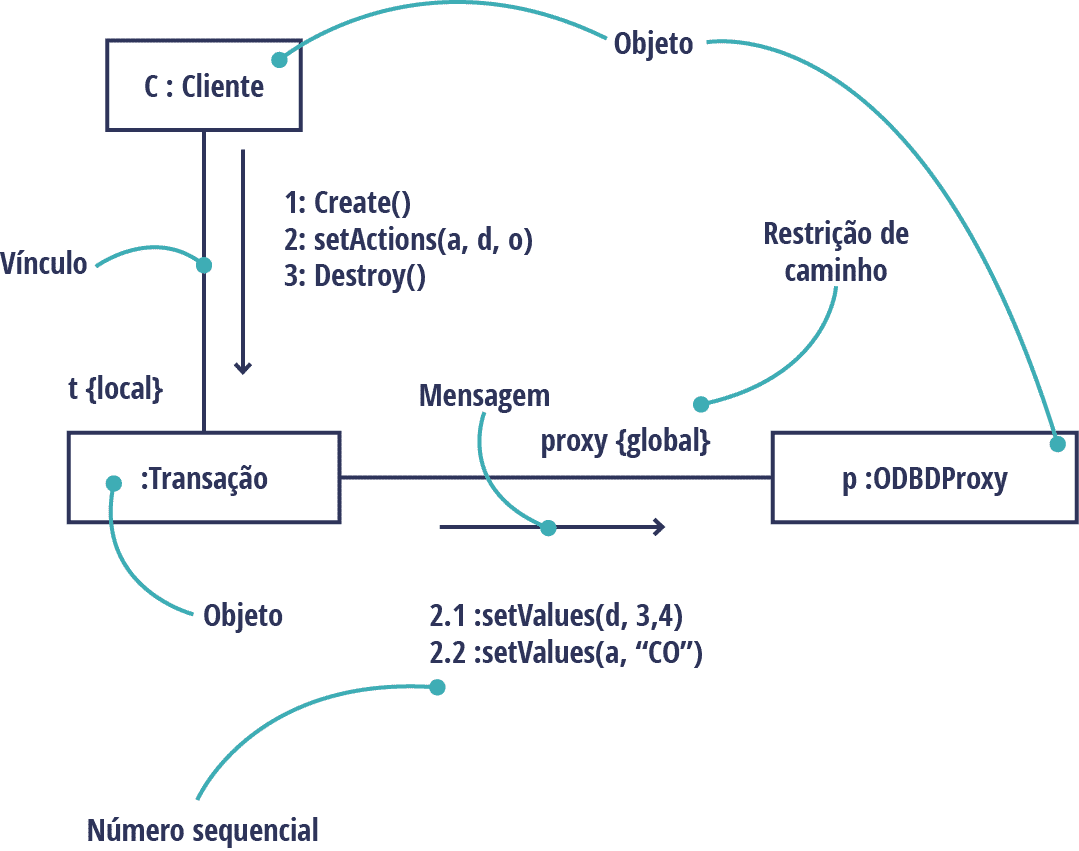 Objeto
C : Cliente
1: Create()
2: setActions(a, d, o)
3: Destroy()
Vínculo
Restrição de
caminho
t {local}
Mensagem
proxy {global}
:Transação
p :ODBDProxy
Objeto
2.1 :setValues(d, 3,4)
2.2 :setValues(a, “CO”)
Número sequencial